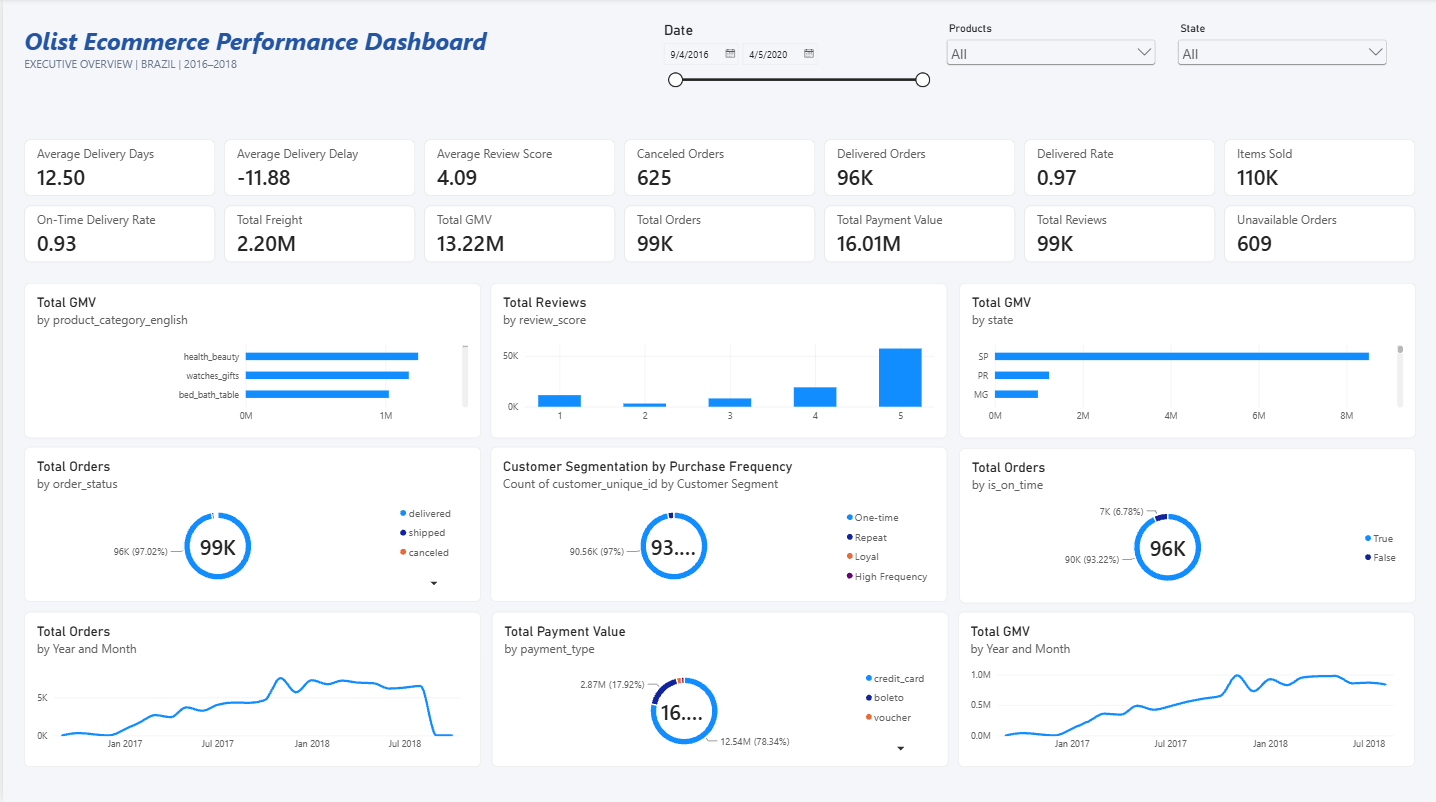 Olist Ecommerce Performance Dashboard
EXECUTIVE OVERVIEW | BRAZIL | 2016–2018
Date
9/4/2016 4/5/2020
Products
All
State
All
Average Delivery Days
12.50
Average Delivery Delay
-11.88
Average Review Score
4.09
Canceled Orders
625
Delivered Orders
96K
Delivered Rate
0.97
Items Sold
110K
On-Time Delivery Rate
0.93
Total Freight
2.20M
Total GMV
13.22M
Total Orders
99K
Total Payment Value
16.01M
Total Reviews
99K
Unavailable Orders
609
Total GMV
by product_category_english
health_beauty
watches_gifts
bed_bath_table
0M 1M
Total Reviews
by review_score
50K
0K
1 2 3 4 5
Total GMV
by state
SP
PR
MG
0M 2M 4M 6M 8M
Total Orders
by order_status
96K (97.02%)
99K
delivered
shipped
canceled
Customer Segmentation by Purchase Frequency
Count of customer_unique_id by Customer Segment
90.56K (97%)
93....
One-time
Repeat
Loyal
High Frequency
Total Orders
by is_on_time
7K (6.78%)
90K (93.22%)
96K
True
False
Total Orders
by Year and Month
5K
0K
Jan 2017 Jul 2017 Jan 2018 Jul 2018
Total Payment Value
by payment_type
2.87M (17.92%)
16....
12.54M (78.34%)
credit_card
boleto
voucher
Total GMV
by Year and Month
1.0M
0.5M
0.0M
Jan 2017 Jul 2017 Jan 2018 Jul 2018